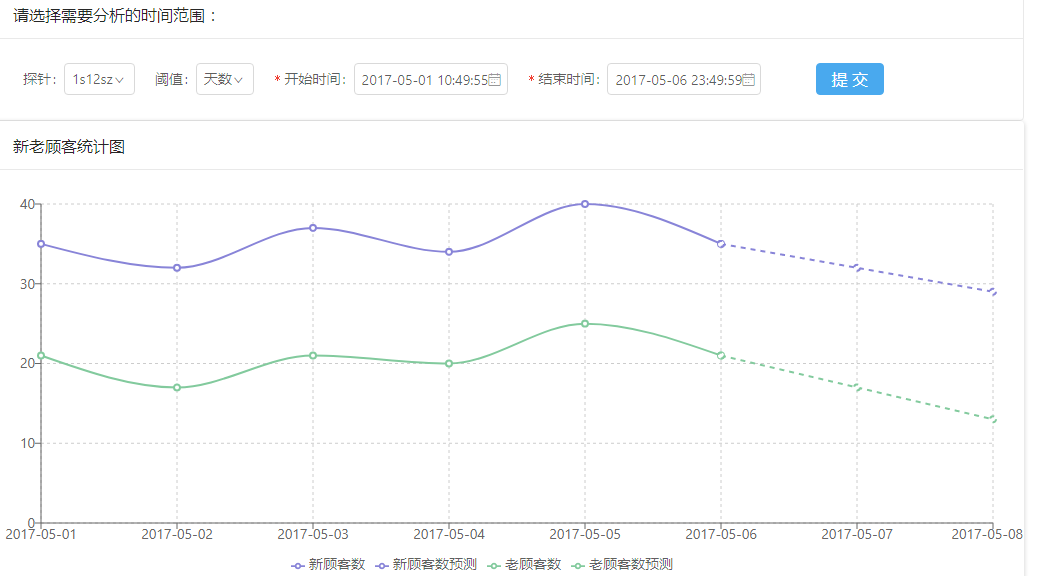 请选择需要分析的时间范围：
探针： 1s12sz 阈值： 天数 * 开始时间： 2017-05-01 10:49:55 * 结束时间： 2017-05-06 23:49:59 提 交
新老顾客统计图
40
30
20
10
0
2017-05-01 2017-05-02 2017-05-03 2017-05-04 2017-05-05 2017-05-06 2017-05-07 2017-05-08
新顾客数 新顾客数预测 老顾客数 老顾客数预测